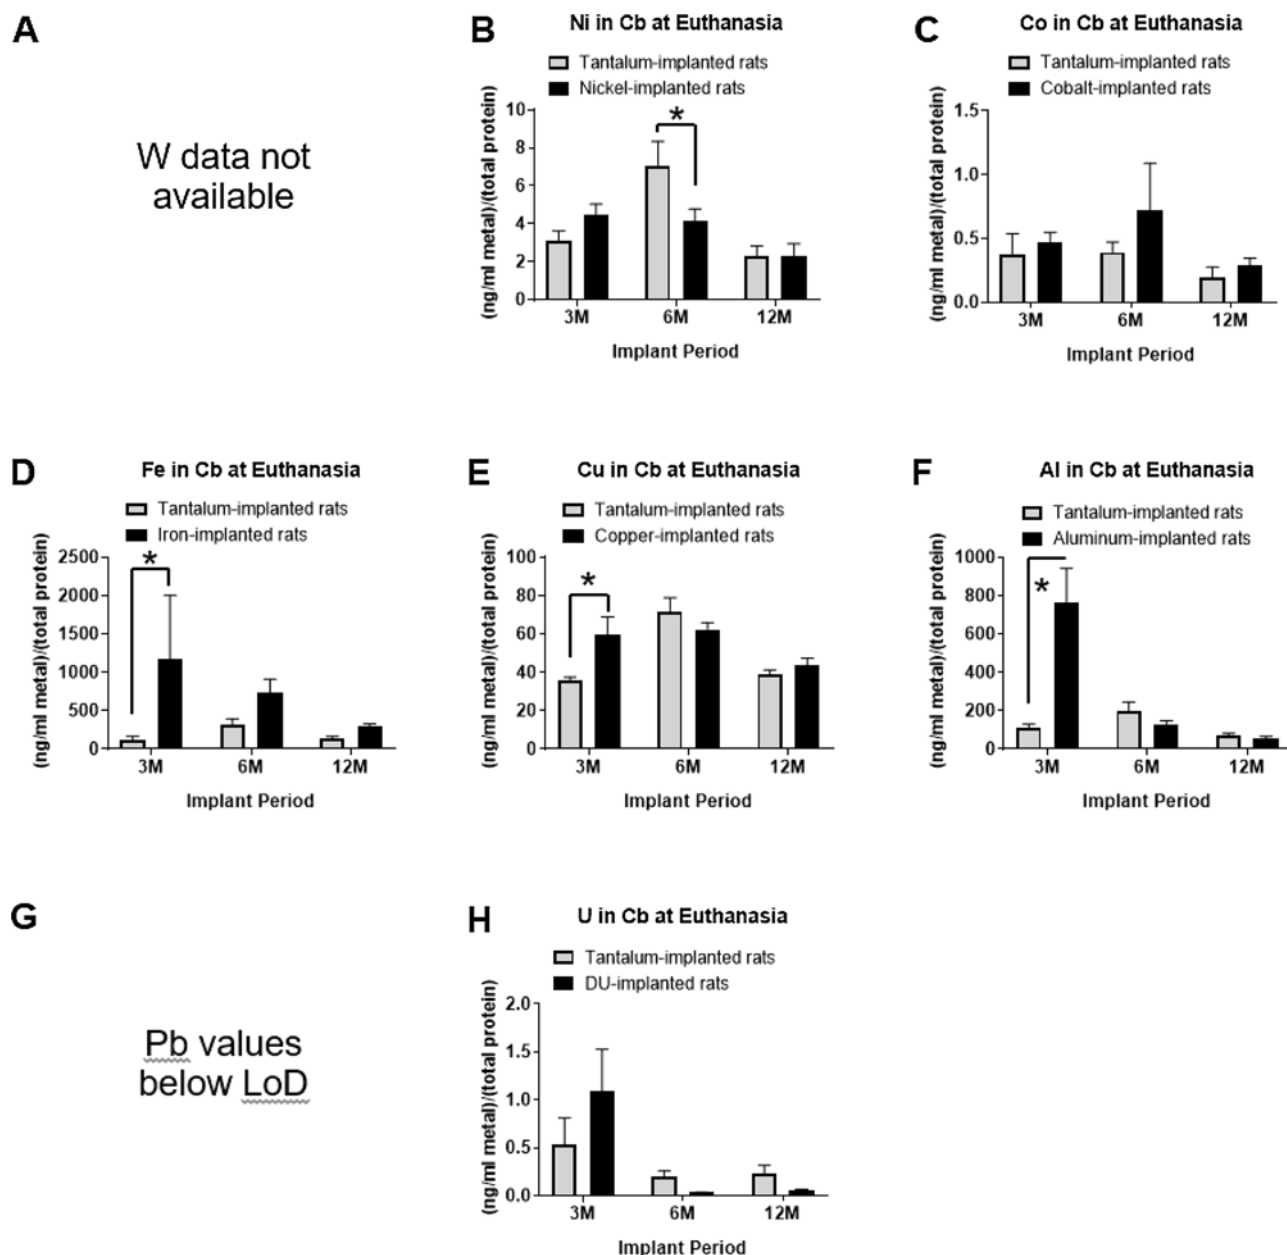 A
W data not
available
B
Ni in Cb at Euthanasia
Tantalum-implanted rats
Nickel-implanted rats
(ng/ml metal)/(total protein)
10
8
6
4
2
0
*
3M 6M 12M
Implant Period
C
Co in Cb at Euthanasia
Tantalum-implanted rats
Cobalt-implanted rats
(ng/ml metal)/(total protein)
1.5
1.0
0.5
0.0
3M 6M 12M
Implant Period
D
Fe in Cb at Euthanasia
Tantalum-implanted rats
Iron-implanted rats
(ng/ml metal)/(total protein)
2500
2000
1500
1000
500
0
*
3M 6M 12M
Implant Period
E
Cu in Cb at Euthanasia
Tantalum-implanted rats
Copper-implanted rats
(ng/ml metal)/(total protein)
100
80
60
40
20
0
*
3M 6M 12M
Implant Period
F
Al in Cb at Euthanasia
Tantalum-implanted rats
Aluminum-implanted rats
(ng/ml metal)/(total protein)
1000
800
600
400
200
0
*
3M 6M 12M
Implant Period
G
Pb values
below LoD
H
U in Cb at Euthanasia
Tantalum-implanted rats
DU-implanted rats
(ng/ml metal)/(total protein)
2.0
1.5
1.0
0.5
0.0
3M 6M 12M
Implant Period